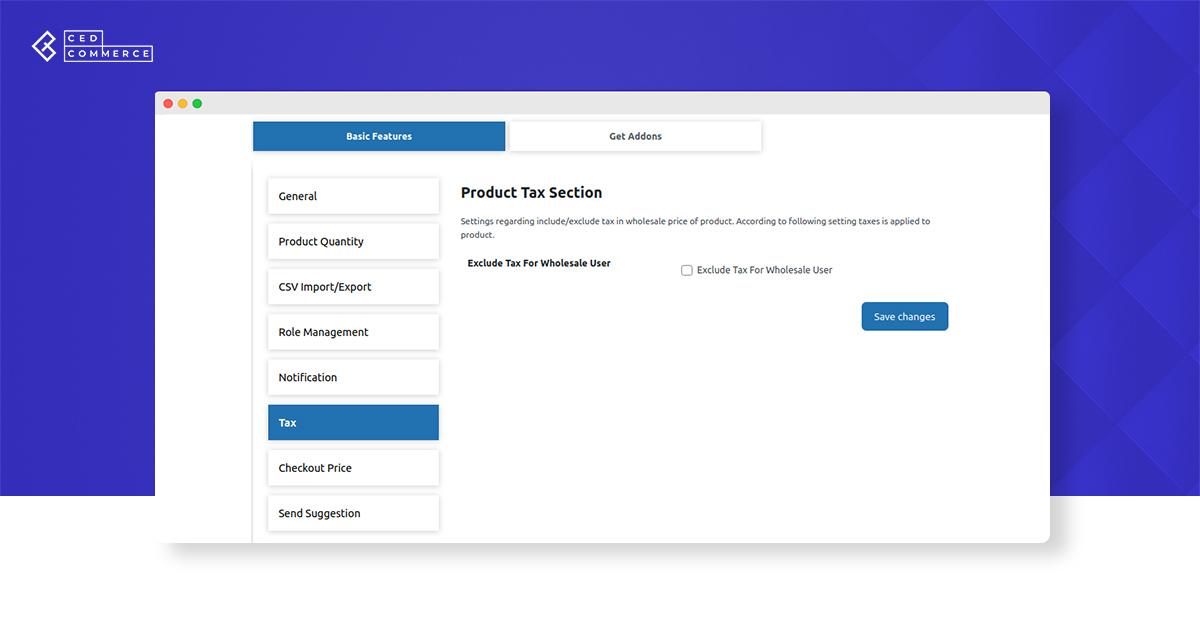 CED
COMMERCE
Basic Features
Get Addons
General
Product Quantity
CSV Import/Export
Role Management
Notification
Tax
Checkout Price
Send Suggestion
Product Tax Section
Settings regarding include/exclude tax in wholesale price of product. According to following setting taxes is applied to
product.
Exclude Tax For Wholesale User
Exclude Tax For Wholesale User
Save changes